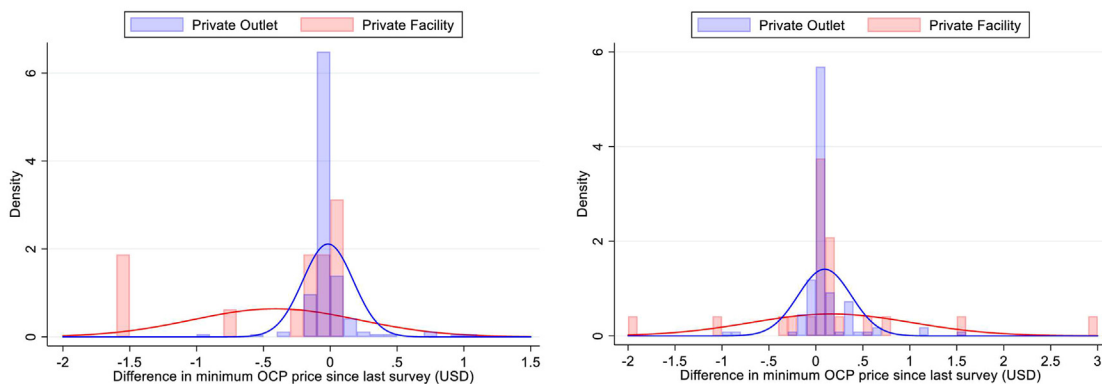 Private Outlet Private Facility
Density
6
4
2
0
-2 -1.5 -1 -.5 0 .5 1 1.5
Difference in minimum OCP price since last survey (USD)
Private Outlet Private Facility
Density
6
4
2
0
-2 -1.5 -1 -.5 0 .5 1 1.5 2 2.5 3
Difference in minimum OCP price since last survey (USD)